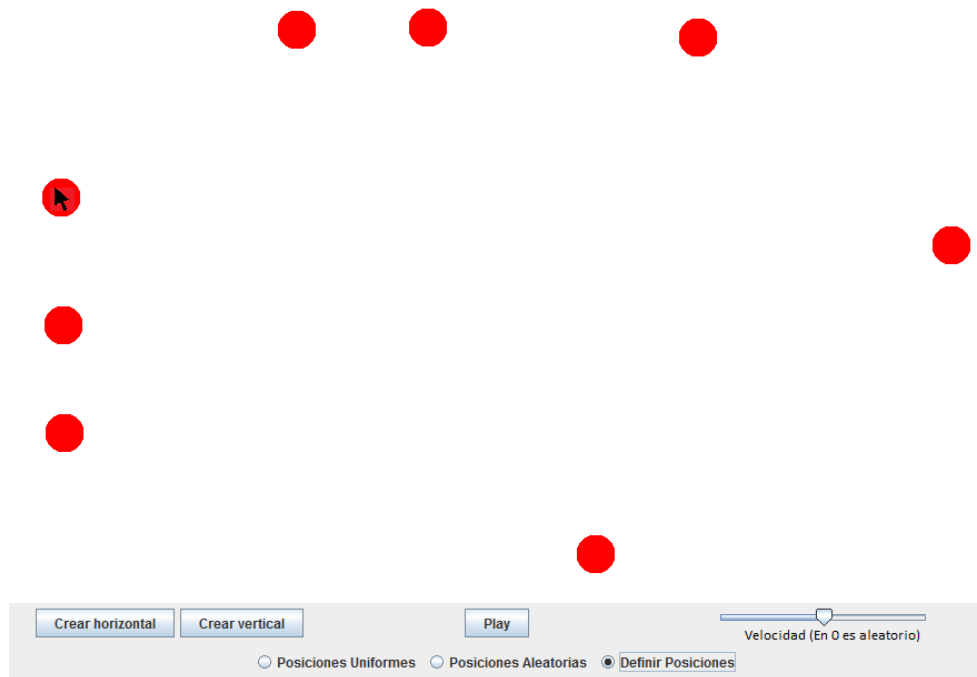 Crear horizontal Crear vertical Play
Velocidad (En 0 es aleatorio)
Posiciones Uniformes Posiciones Aleatorias Definir Posiciones